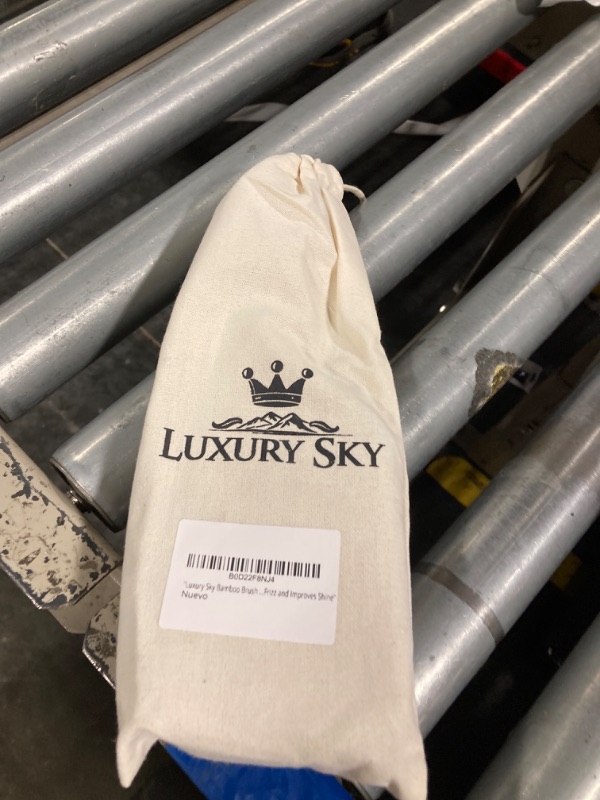 LUXURY SKY
B0D22F8NJ4
"Luxury Sky Bamboo Brush ...Frizz and Improves Shine"
Nuevo